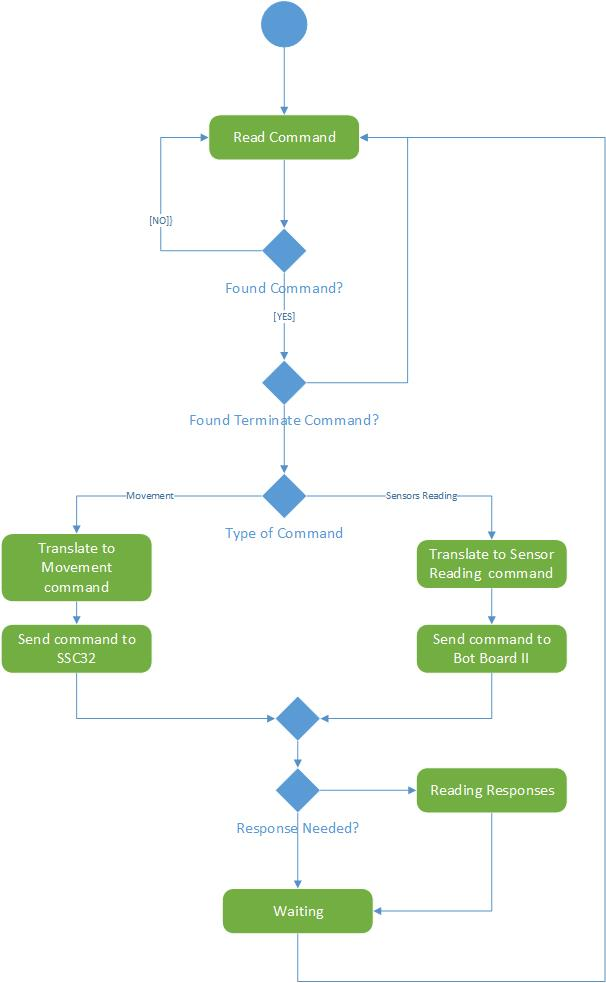 Read Command
[NO]}
Found Command?
[YES]
Found Terminate Command?
Movement
Sensors Reading
Type of Command
Translate to
Movement
command
Translate to Sensor
Reading command
Send command to
SSC32
Send command to
Bot Board II
Reading Responses
Response Needed?
Waiting